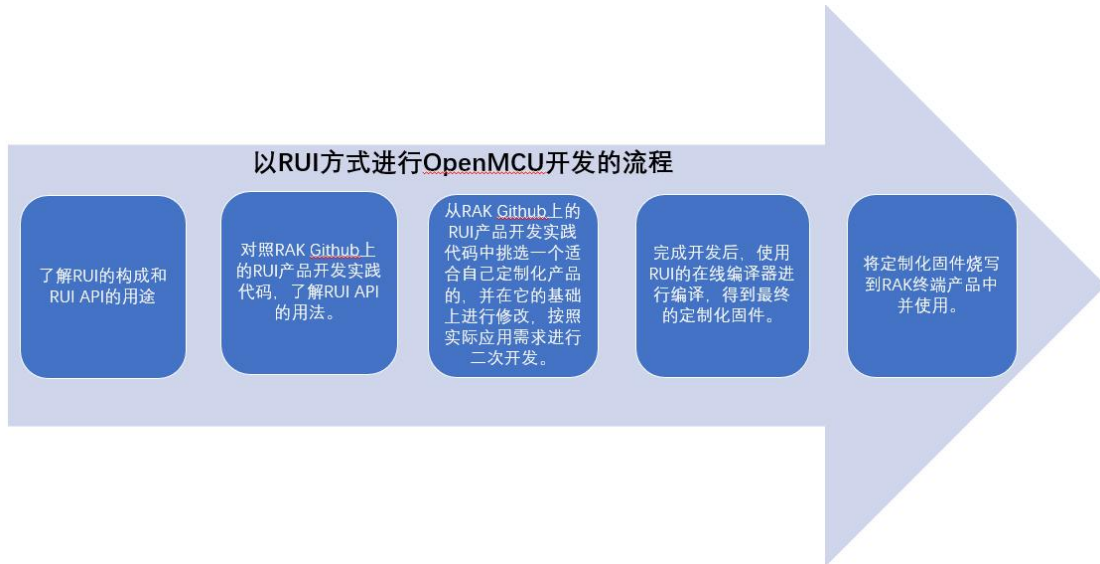 以RUI方式进行OpenMCU开发的流程
了解RUI的构成和
RUI API的用途
对照RAK Github上
的RUI产品开发实践
代码，了解RUI API
的用法。
从RAK Github上的
RUI产品开发实践
代码中挑选一个适
合自己定制化产品
的，并在它的基础
上进行修改，按照
实际应用需求进行
二次开发。
完成开发后，使用
RUI的在线编译器进
行编译，得到最终
的定制化固件。
将定制化固件烧写
到RAK终端产品中
并使用。